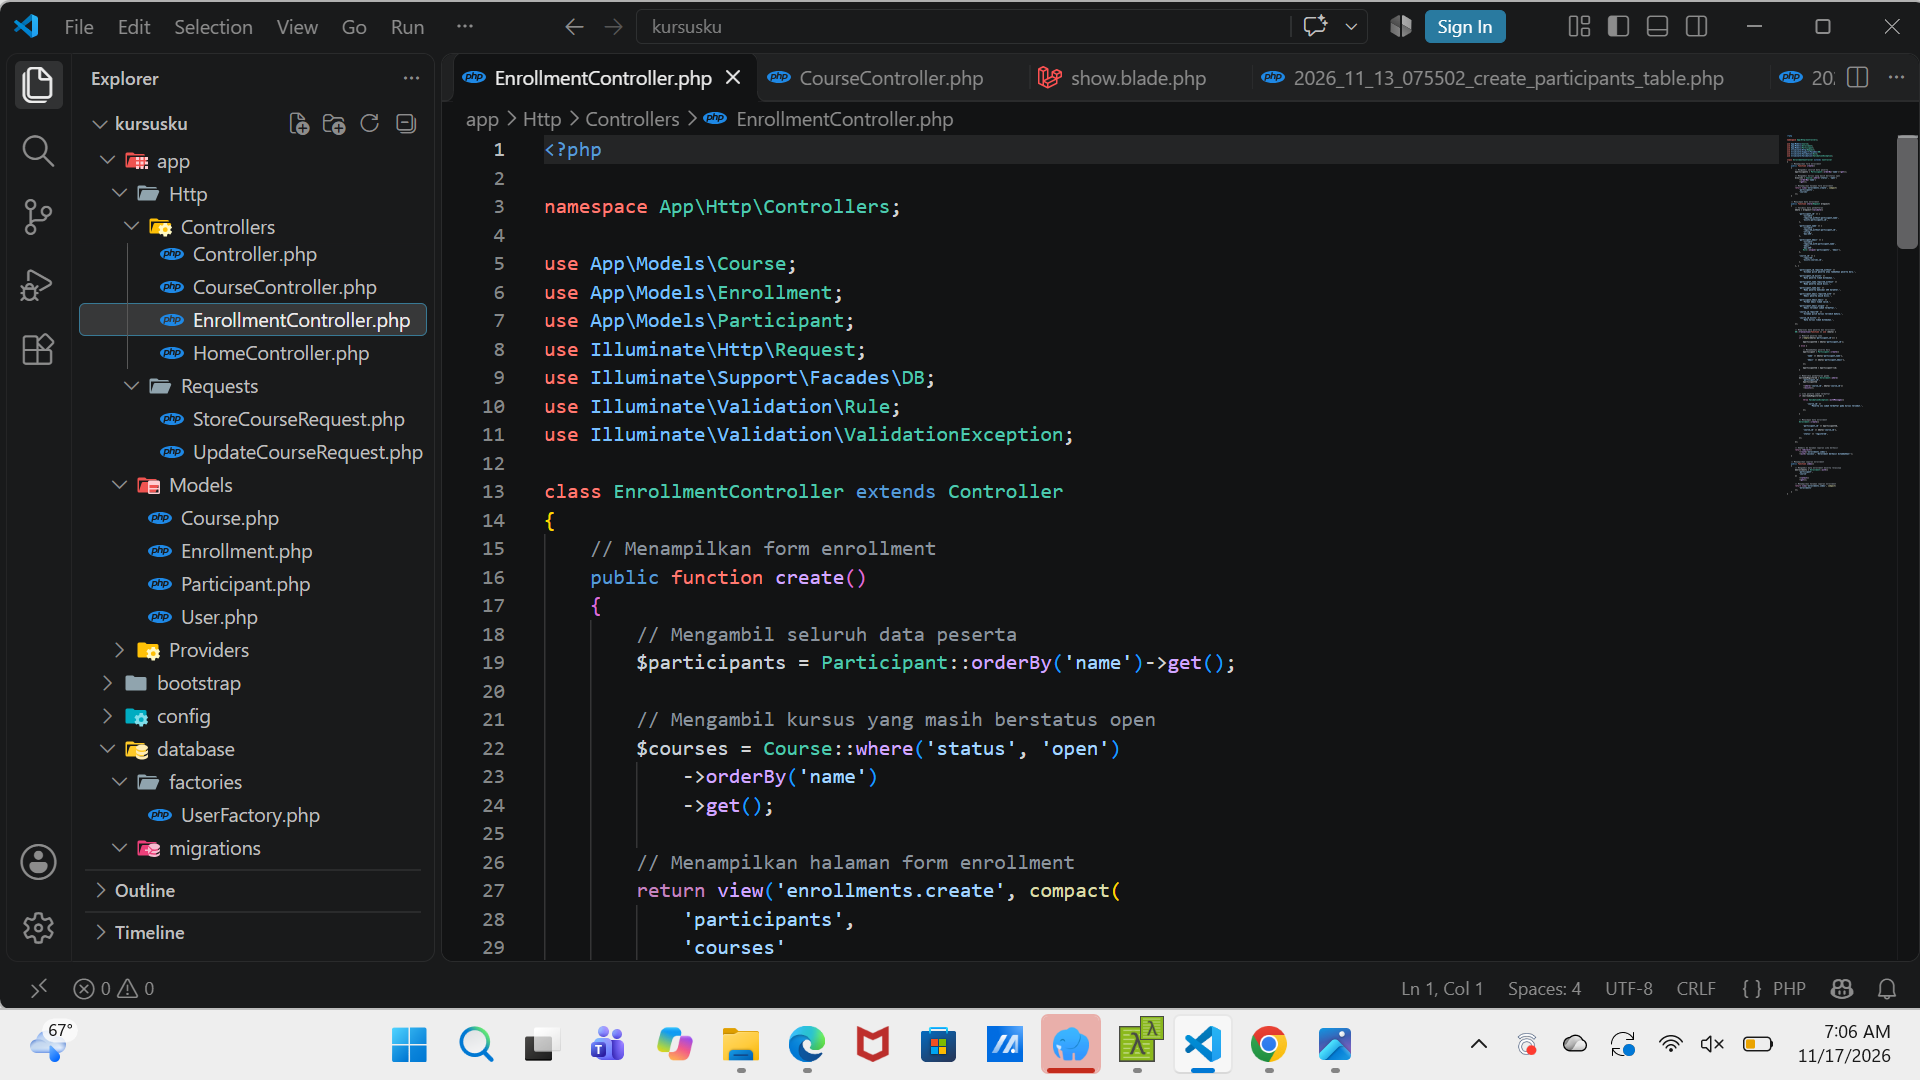 File Edit Selection View Go Run ···
kursusku
Sign In
Explorer
kursusku
app
Http
Controllers
Controller.php
CourseController.php
EnrollmentController.php
HomeController.php
Requests
StoreCourseRequest.php
UpdateCourseRequest.php
Models
Course.php
Enrollment.php
Participant.php
User.php
Providers
bootstrap
config
database
factories
UserFactory.php
migrations
Outline
Timeline
EnrollmentController.php CourseController.php show.blade.php 2026_11_13_075502_create_participants_table.php 20
app > Http > Controllers > EnrollmentController.php
1 <?php
2
3 namespace App\Http\Controllers;
4
5 use App\Models\Course;
6 use App\Models\Enrollment;
7 use App\Models\Participant;
8 use Illuminate\Http\Request;
9 use Illuminate\Support\Facades\DB;
10 use Illuminate\Validation\Rule;
11 use Illuminate\Validation\ValidationException;
12
13 class EnrollmentController extends Controller
14 {
15 // Menampilkan form enrollment
16 public function create()
17 {
18 // Mengambil seluruh data peserta
19 $participants = Participant::orderBy('name')->get();
20
21 // Mengambil kursus yang masih berstatus open
22 $courses = Course::where('status', 'open')
23 ->orderBy('name')
24 ->get();
25
26 // Menampilkan halaman form enrollment
27 return view('enrollments.create', compact(
28 'participants',
29 'courses'
0 0
Ln 1, Col 1 Spaces: 4 UTF-8 CRLF { } PHP
67°
7:06 AM
11/17/2026